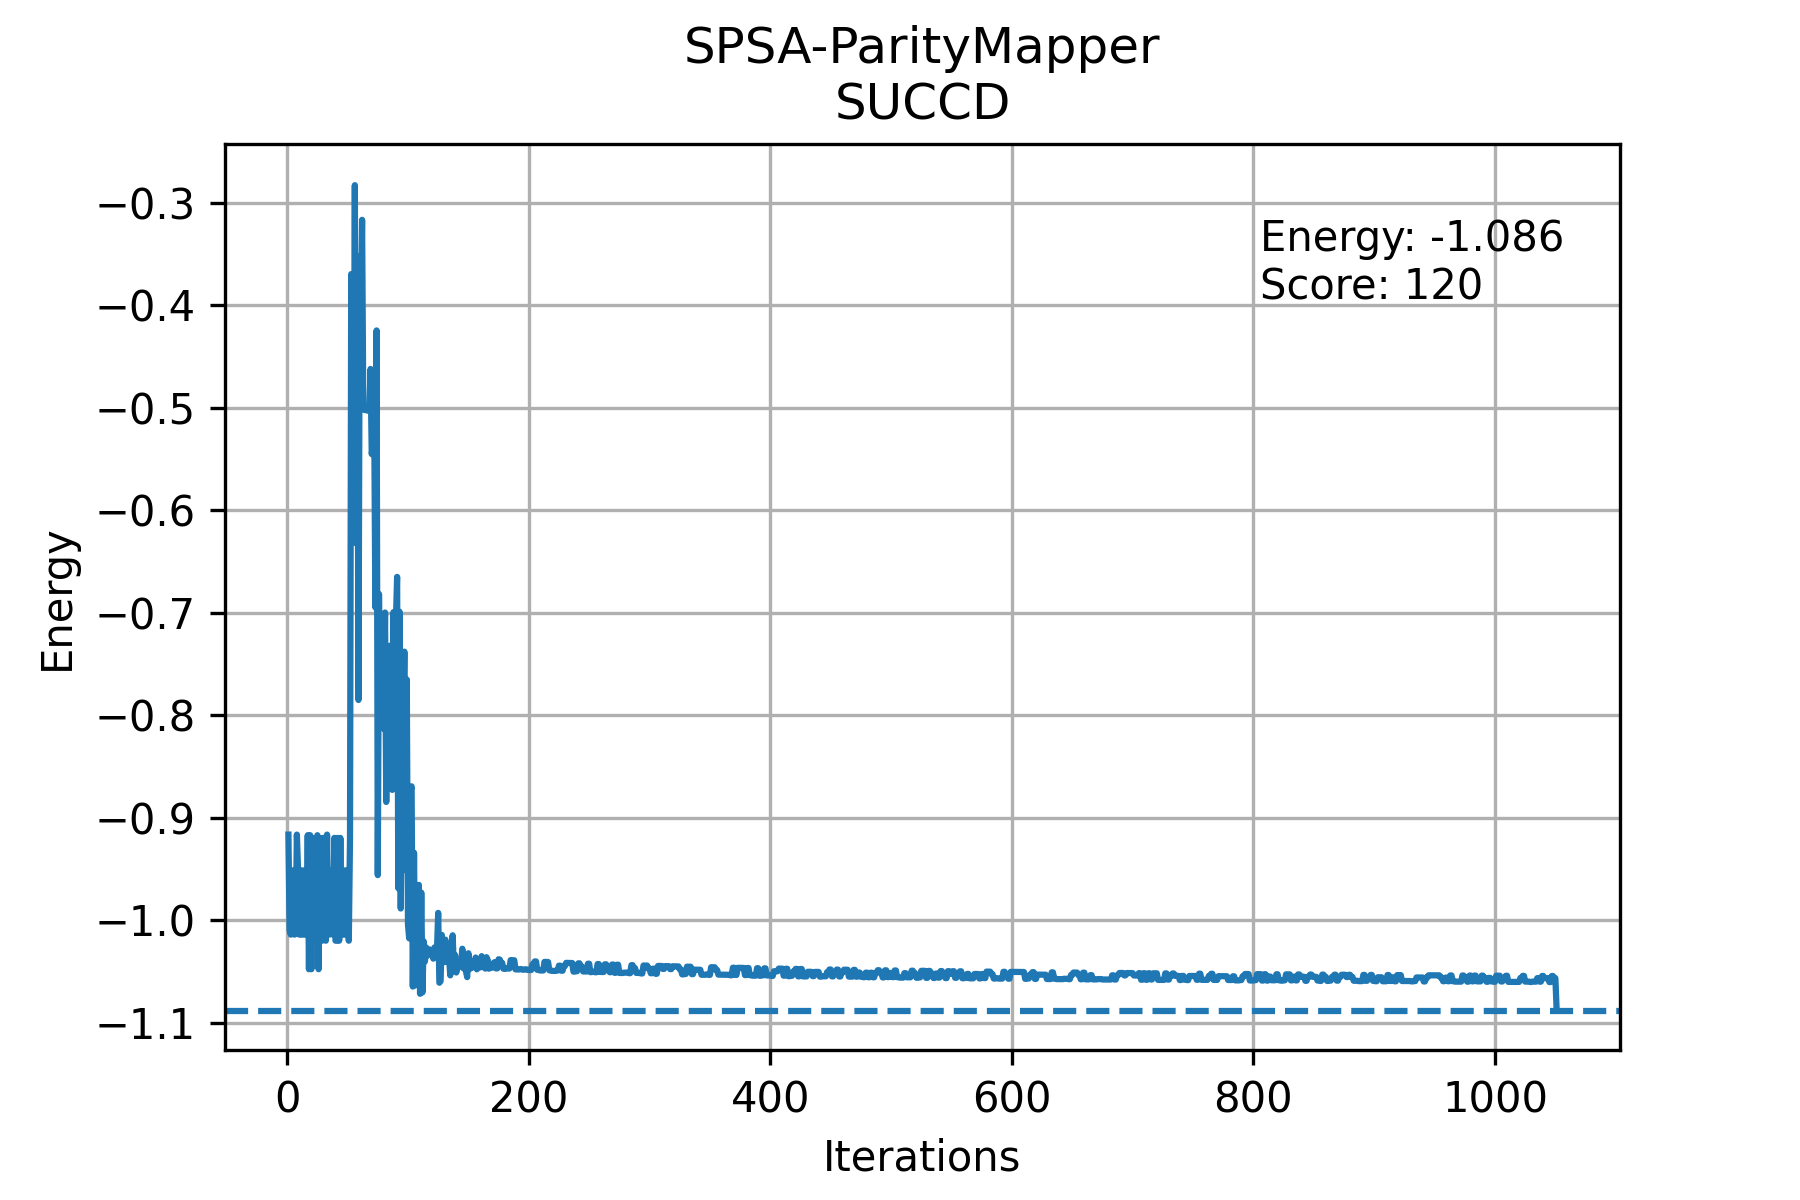 SPSA-ParityMapper
SUCCD
Energy: -1.086
Score: 120
Energy
−0.3
−0.4
−0.5
−0.6
−0.7
−0.8
−0.9
−1.0
−1.1
0 200 400 600 800 1000
Iterations